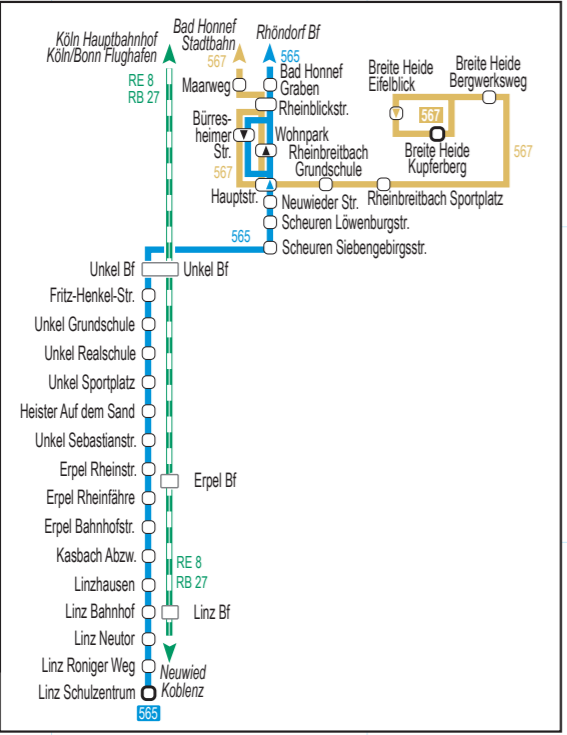 Köln Hauptbahnhof
Köln/Bonn Flughafen
Bad Honnef
Stadtbahn
Rhöndorf Bf
567
565
RE 8
RB 27
Maarweg
Bad Honnef
Graben
Rheinblickstr.
Breite Heide
Eifelblick
Breite Heide
Bergwerksweg
567
Bürres-
heimer
Str.
Wohnpark
Breite Heide
Kupferberg
567
567
Rheinbreitbach
Grundschule
Hauptstr.
Rheinbreitbach Sportplatz
Neuwieder Str.
Scheuren Löwenburgstr.
565
Scheuren Siebengebirgsstr.
Unkel Bf
Unkel Bf
Fritz-Henkel-Str.
Unkel Grundschule
Unkel Realschule
Unkel Sportplatz
Heister Auf dem Sand
Unkel Sebastianstr.
Erpel Rheinstr.
Erpel Bf
Erpel Rheinfähre
Erpel Bahnhofstr.
Kasbach Abzw.
RE 8
RB 27
Linzhausen
Linz Bahnhof
Linz Bf
Linz Neutor
Linz Roniger Weg
Neuwied
Koblenz
Linz Schulzentrum
565